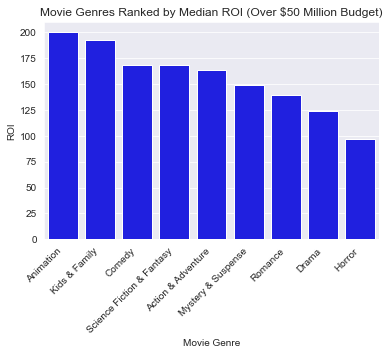 Movie Genres Ranked by Median ROI (Over $50 Million Budget)
200
175
150
125
100
75
50
25
0
ROI
Animation
Kids & Family
Comedy
Science Fiction & Fantasy
Action & Adventure
Mystery & Suspense
Romance
Drama
Horror
Movie Genre